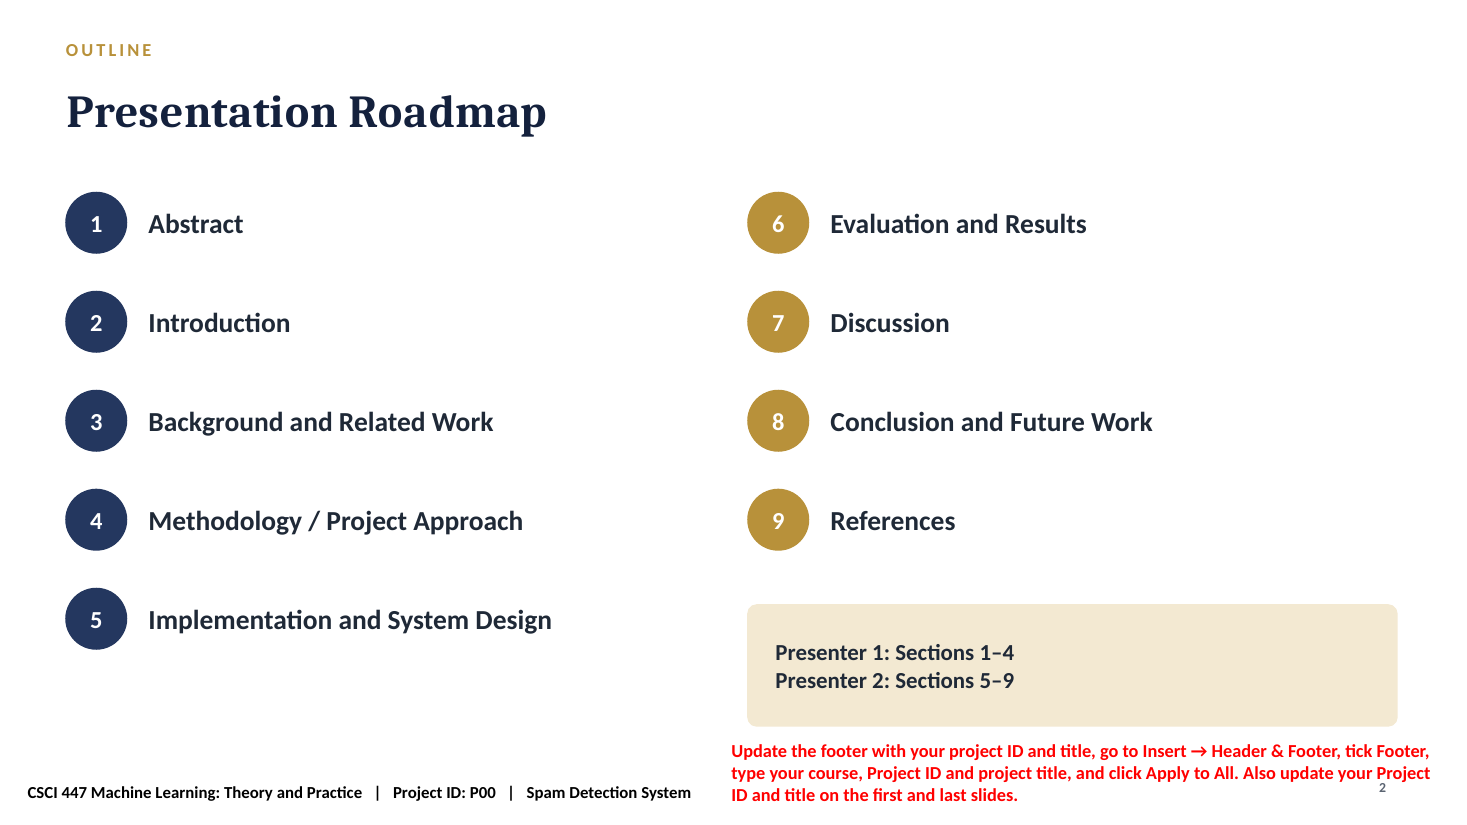 OUTLINE
Presentation Roadmap
1 Abstract
2 Introduction
3 Background and Related Work
4 Methodology / Project Approach
5 Implementation and System Design
6 Evaluation and Results
7 Discussion
8 Conclusion and Future Work
9 References
Presenter 1: Sections 1–4
Presenter 2: Sections 5–9
Update the footer with your project ID and title, go to Insert → Header & Footer, tick Footer,
type your course, Project ID and project title, and click Apply to All. Also update your Project
ID and title on the first and last slides.
CSCI 447 Machine Learning: Theory and Practice | Project ID: P00 | Spam Detection System
2